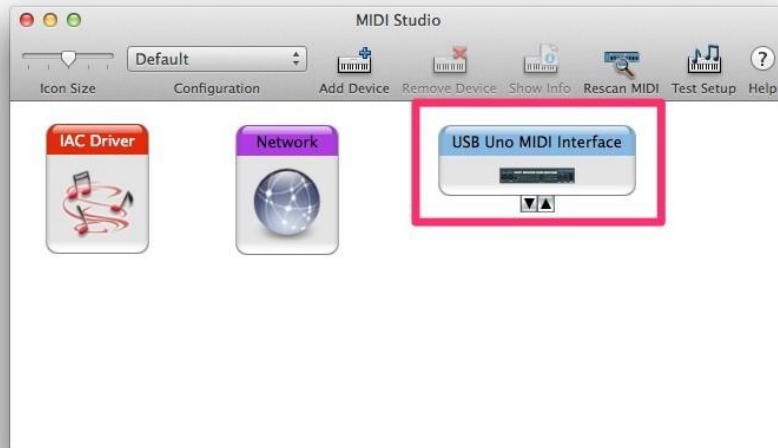 MIDI Studio
Default
Icon Size Configuration Add Device Remove Device Show Info Rescan MIDI Test Setup Help
IAC Driver Network USB Uno MIDI Interface